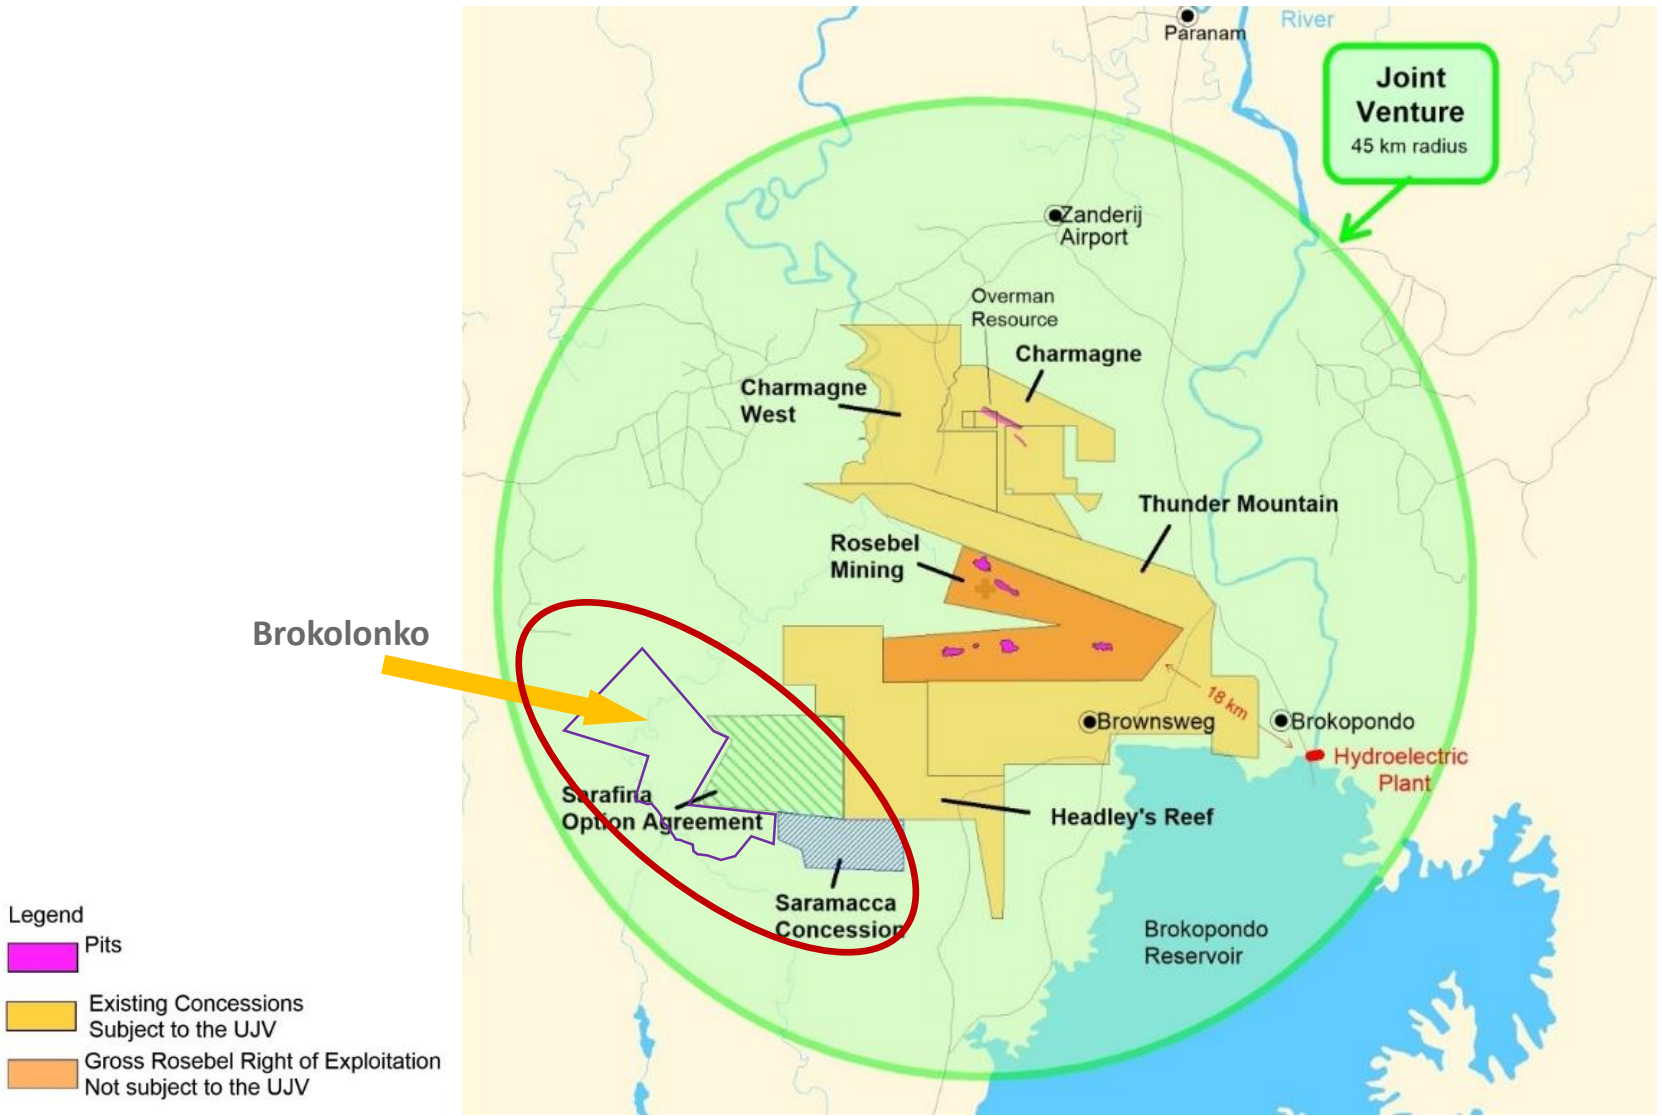 Paranam
River
Joint
Venture
45 km radius
Zanderij
Airport
Overman
Resource
Charmagne
Charmagne
West
Thunder Mountain
Rosebel
Mining
Brokolonko
18 km
Brownsweg
Brokopondo
Hydroelectric
Plant
Sarafina
Option Agreement
Headley's Reef
Saramacca
Concession
Brokopondo
Reservoir
Legend
Pits
Existing Concessions
Subject to the UJV
Gross Rosebel Right of Exploitation
Not subject to the UJV